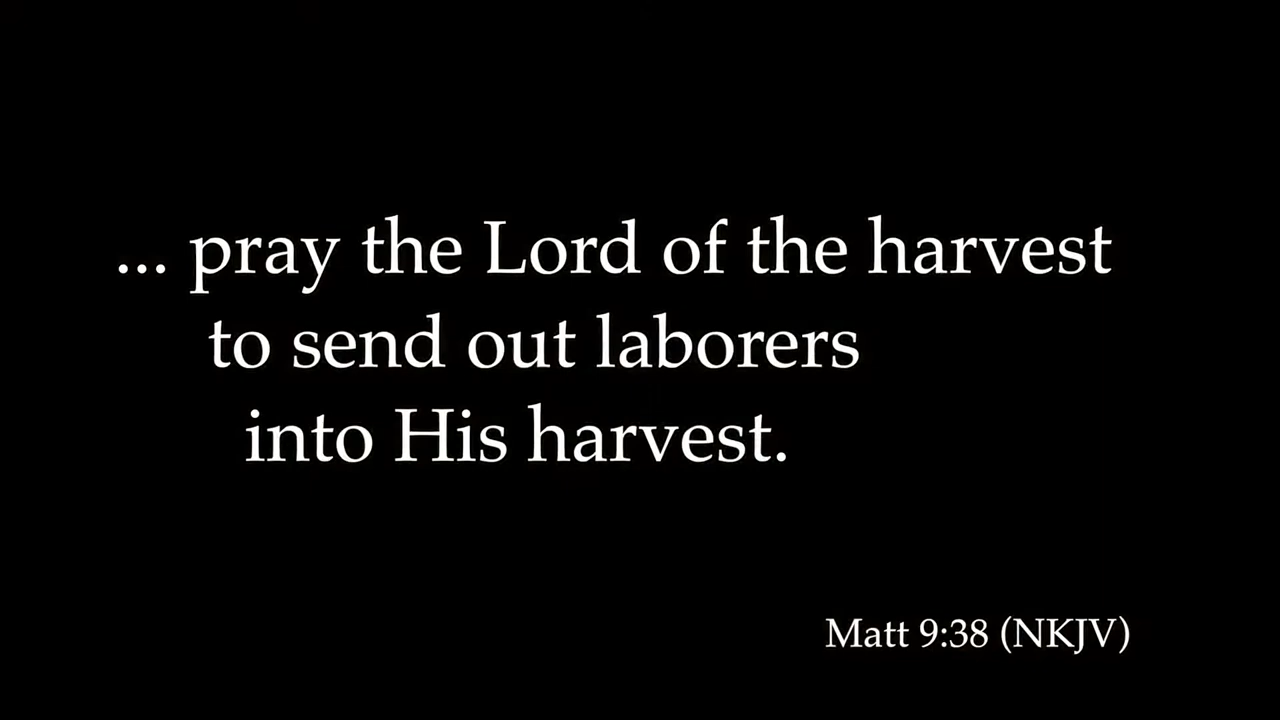 ... pray the Lord of the harvest
to send out laborers
into His harvest.
Matt 9:38 (NKJV)